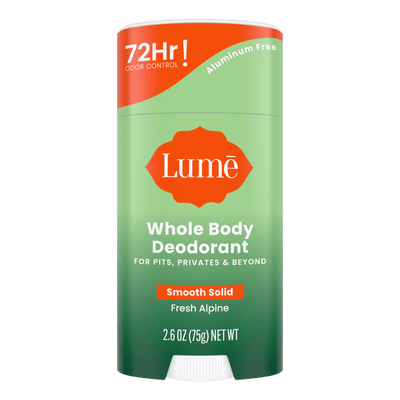 72Hr!
ODOR CONTROL
Aluminum Free
Lumē
Whole Body
Deodorant
FOR PITS, PRIVATES & BEYOND
Smooth Solid
Fresh Alpine
2.6 OZ (75g) NET WT